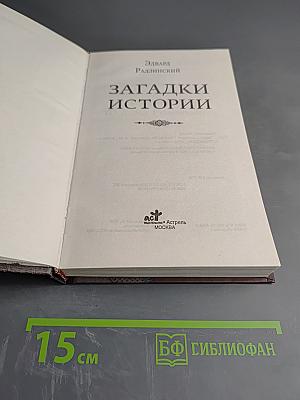 Эдвард
Радзинский
ЗАГАДКИ
ИСТОРИИ
аст
Астрель
МОСКВА
15 см
БФ БИБЛИОФАН